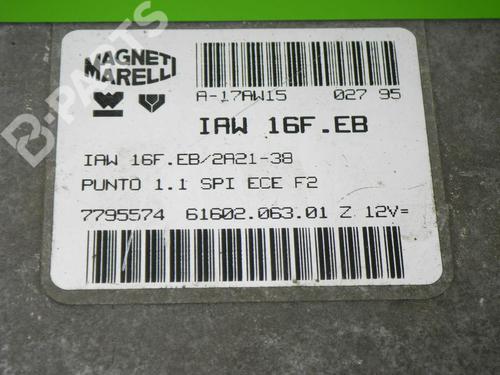 B-PARTS
MAGNETI
MARELLI
A-17AW15 027 95
IAW 16F.EB
IAW 16F.EB/2A21-38
PUNTO 1.1 SPI ECE F2
7795574 61602.063.01 Z 12V=